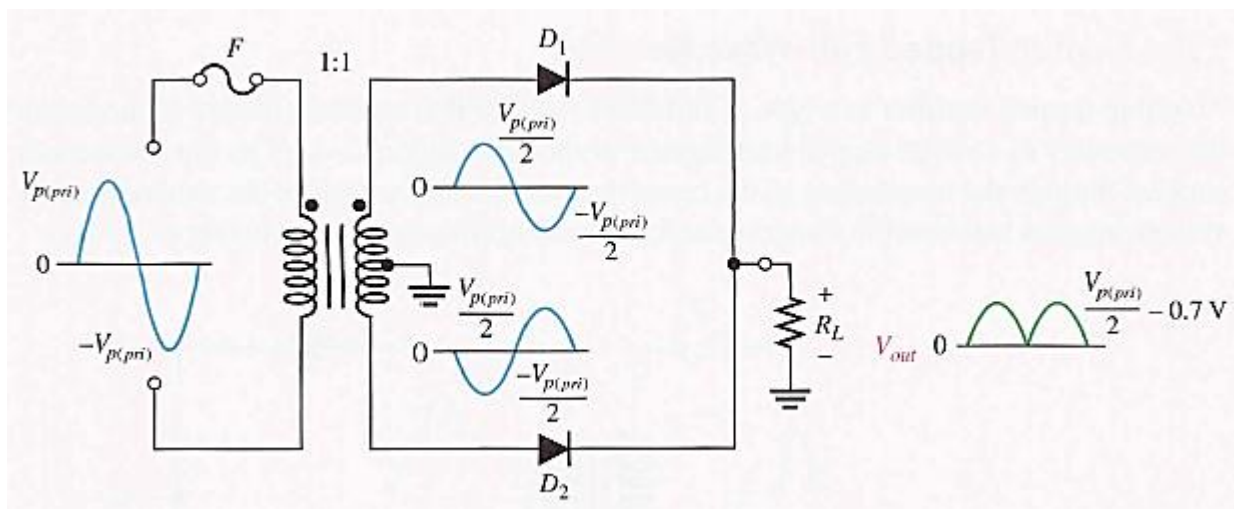 F
1:1
D1
Vp(pri)
0
-Vp(pri)
Vp(pri)/2
0
-Vp(pri)/2
Vp(pri)/2
0
-Vp(pri)/2
D2
+
RL
−
Vout 0
Vp(pri)/2 − 0.7 V